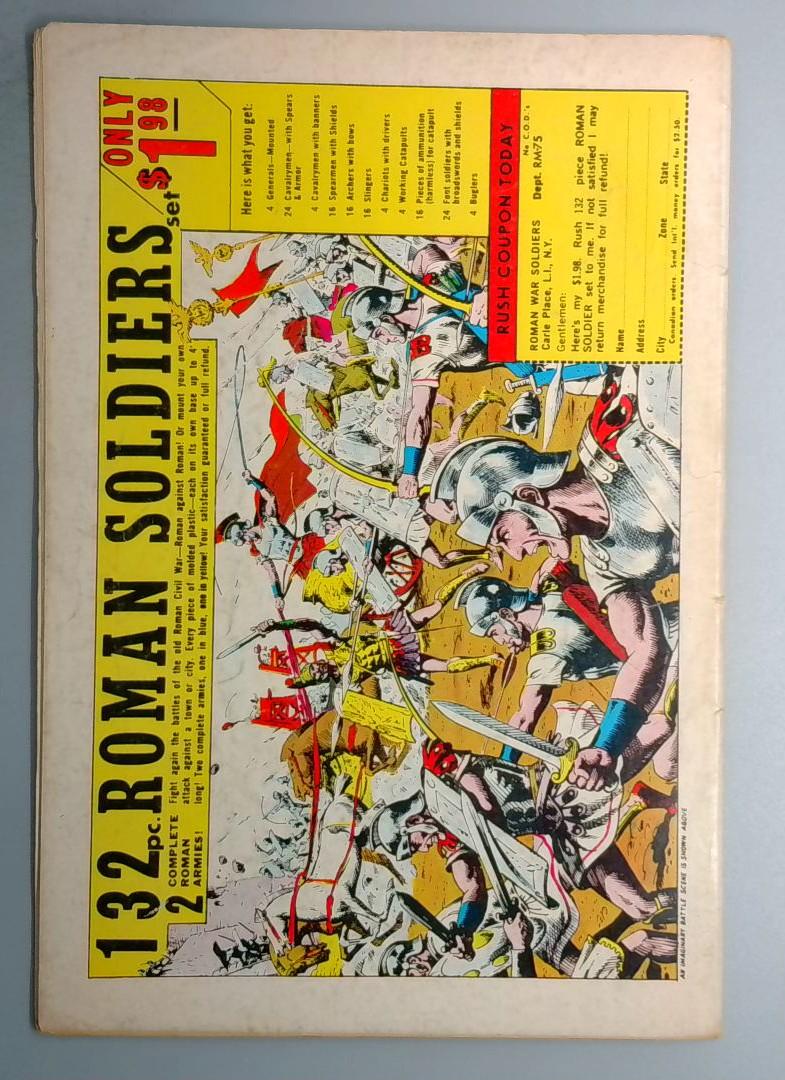 132 pc. ROMAN SOLDIERS
ONLY
$1 98
set
2 COMPLETE
ROMAN
ARMIES!
Fight again the battles of the old Roman Civil War—Roman against Roman! Or mount your own
attack against a town or city. Every piece of molded plastic—each on its own base up to 4"
long! Two complete armies, one in blue, one in yellow! Your satisfaction guaranteed or full refund.
Here is what you get:
4 Generals—Mounted
24 Cavalrymen—with Spears
& Armor
4 Cavalrymen with banners
16 Spearmen with Shields
16 Archers with bows
16 Slingers
4 Chariots with drivers
4 Working Catapults
16 Pieces of ammunition
(harmless) for catapult
24 Foot soldiers with
broadswords and shields
4 Buglers
RUSH COUPON TODAY
No C.O.D.'s
ROMAN WAR SOLDIERS Dept. RM-75
Carle Place, L.I., N.Y.
Gentlemen:
Here's my $1.98. Rush 132 piece ROMAN
SOLDIER set to me. If not satisfied I may
return merchandise for full refund!
Name
Address
City Zone State
Canadian orders. Send Int'l. money orders for $2.50.
AN IMAGINARY BATTLE SCENE IS SHOWN ABOVE